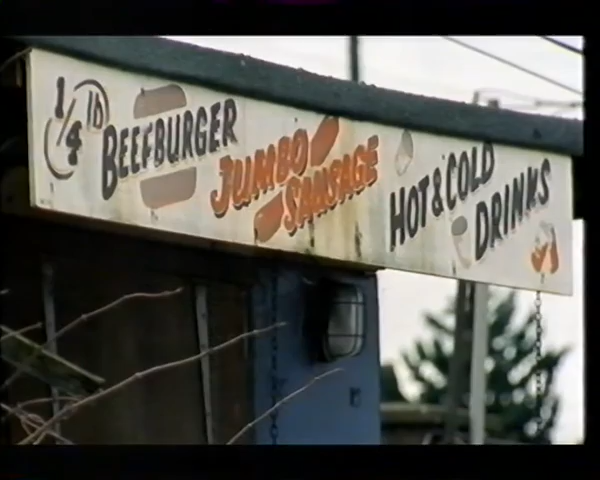 1/4 lb
BEEFBURGER
JUMBO
SAUSAGE
HOT & COLD
DRINKS